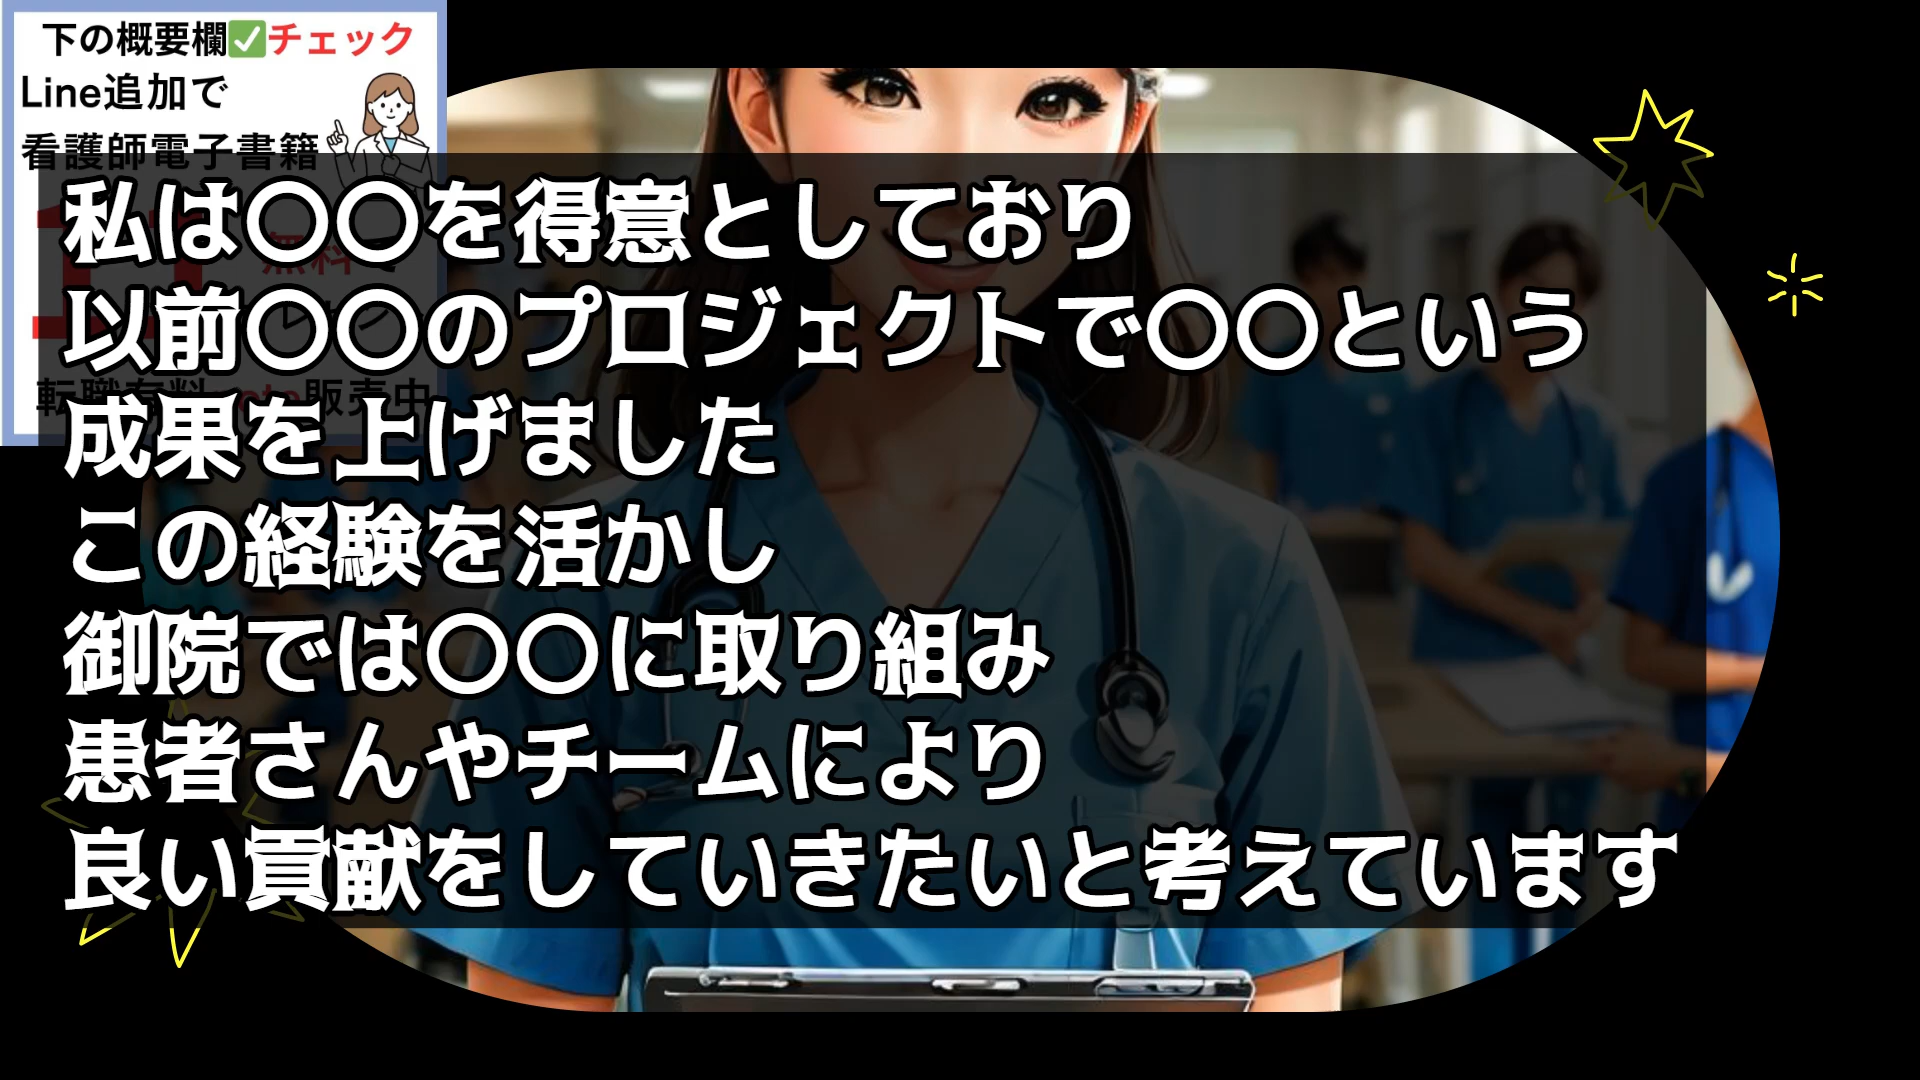 下の概要欄✅チェック
Line追加で
看護師電子書籍
私は〇〇を得意としており
以前〇〇のプロジェクトで〇〇という
成果を上げました
この経験を活かし
御院では〇〇に取り組み
患者さんやチームにより
良い貢献をしていきたいと考えています